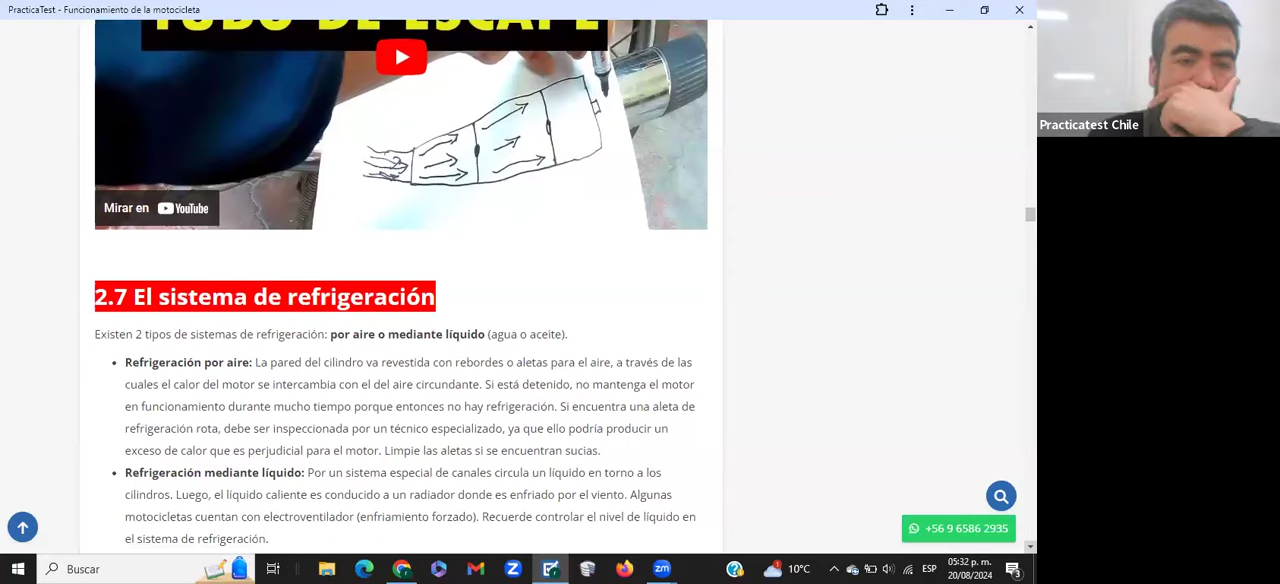 PracticaTest - Funcionamiento de la motocicleta
TUBO DE ESCAPE
Mirar en YouTube
Practicatest Chile
2.7 El sistema de refrigeración
Existen 2 tipos de sistemas de refrigeración: por aire o mediante líquido (agua o aceite).
• Refrigeración por aire: La pared del cilindro va revestida con rebordes o aletas para el aire, a través de las
cuales el calor del motor se intercambia con el del aire circundante. Si está detenido, no mantenga el motor
en funcionamiento durante mucho tiempo porque entonces no hay refrigeración. Si encuentra una aleta de
refrigeración rota, debe ser inspeccionada por un técnico especializado, ya que ello podría producir un
exceso de calor que es perjudicial para el motor. Limpie las aletas si se encuentran sucias.
• Refrigeración mediante líquido: Por un sistema especial de canales circula un líquido en torno a los
cilindros. Luego, el líquido caliente es conducido a un radiador donde es enfriado por el viento. Algunas
motocicletas cuentan con electroventilador (enfriamiento forzado). Recuerde controlar el nivel de líquido en
el sistema de refrigeración.
+56 9 6586 2935
Buscar
zm
10°C
ESP
05:32 p. m.
20/08/2024
3